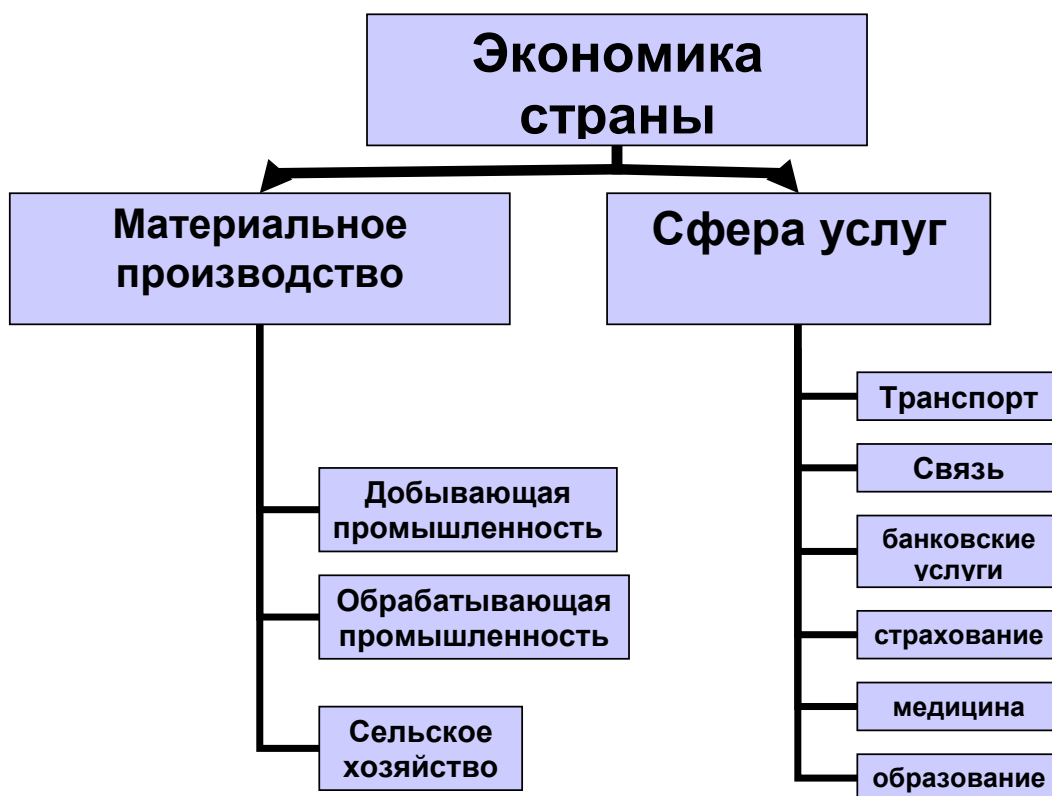 Экономика
страны
Материальное
производство
Сфера услуг
Добывающая
промышленность
Обрабатывающая
промышленность
Сельское
хозяйство
Транспорт
Связь
банковские
услуги
страхование
медицина
образование